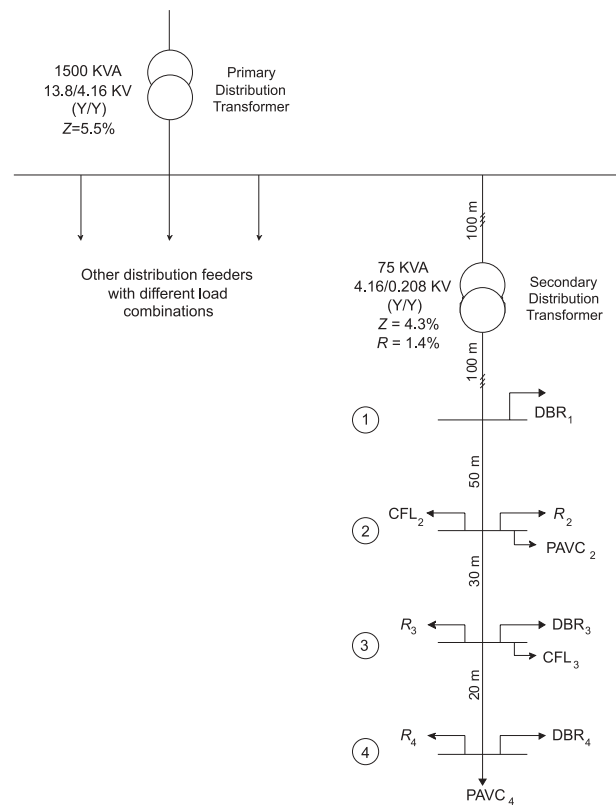 1500 KVA
13.8/4.16 KV
(Y/Y)
Z=5.5%
Primary
Distribution
Transformer
Other distribution feeders
with different load
combinations
100 m
75 KVA
4.16/0.208 KV
(Y/Y)
Z = 4.3%
R = 1.4%
Secondary
Distribution
Transformer
100 m
1
DBR1
50 m
CFL2
R2
2
PAVC 2
30 m
R3
DBR3
3
CFL3
20 m
R4
DBR4
4
PAVC4